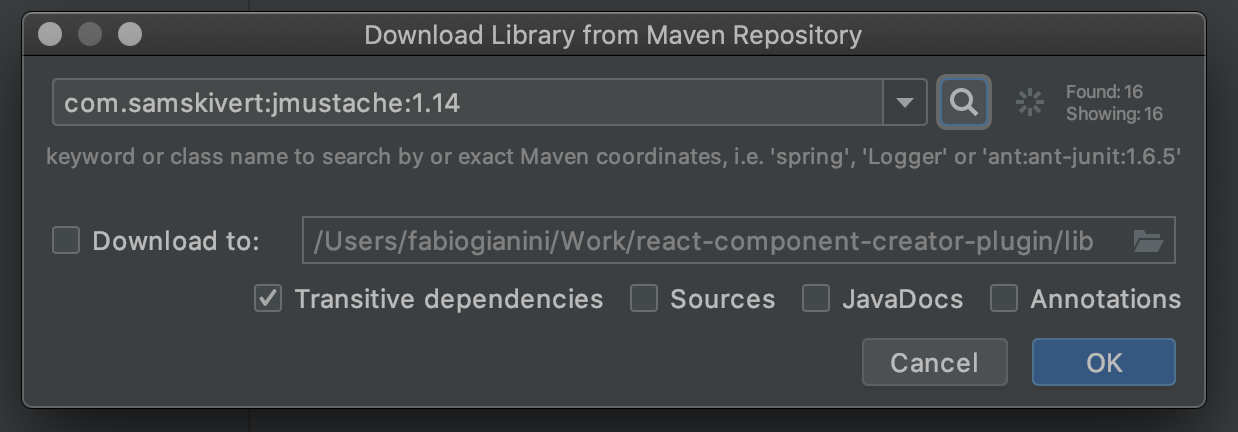 Download Library from Maven Repository
com.samskivert:jmustache:1.14
Found: 16
Showing: 16
keyword or class name to search by or exact Maven coordinates, i.e. 'spring', 'Logger' or 'ant:ant-junit:1.6.5'
Download to: /Users/fabiogianini/Work/react-component-creator-plugin/lib
Transitive dependencies Sources JavaDocs Annotations
Cancel OK